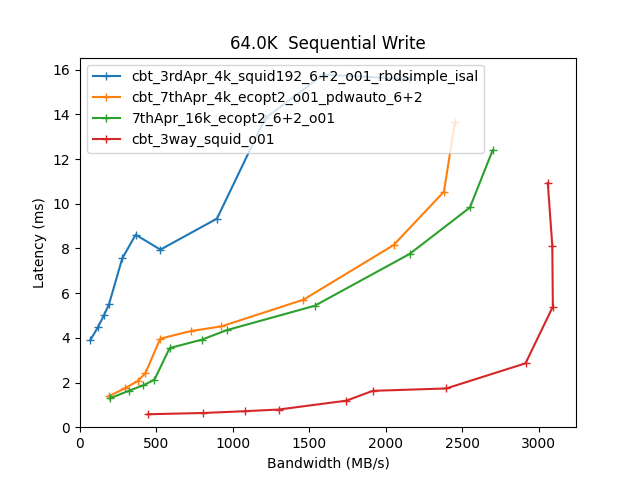 64.0K  Sequential Write
cbt_3rdApr_4k_squid192_6+2_o01_rbdsimple_isal
cbt_7thApr_4k_ecopt2_o01_pdwauto_6+2
7thApr_16k_ecopt2_6+2_o01
cbt_3way_squid_o01
Latency (ms)
16
14
12
10
8
6
4
2
0
0 500 1000 1500 2000 2500 3000
Bandwidth (MB/s)